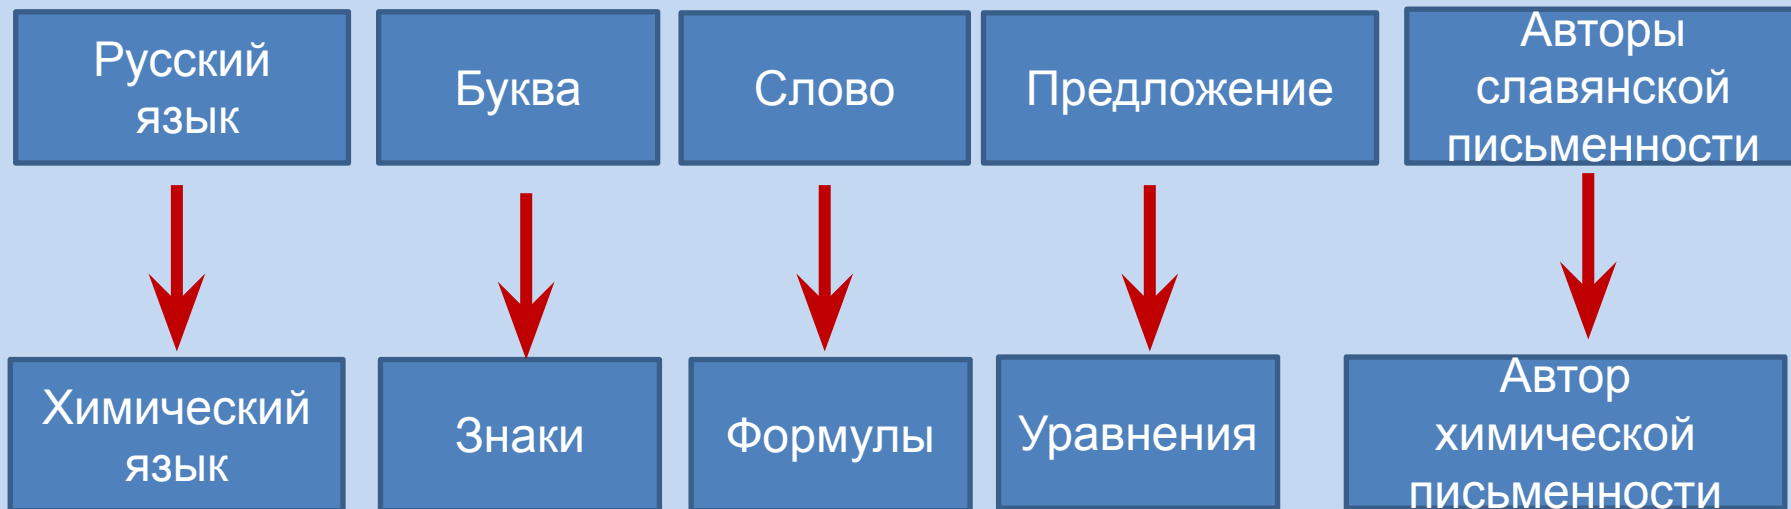 Русский
язык
Буква
Слово
Предложение
Авторы
славянской
письменности
Химический
язык
Знаки
Формулы
Уравнения
Автор
химической
письменности